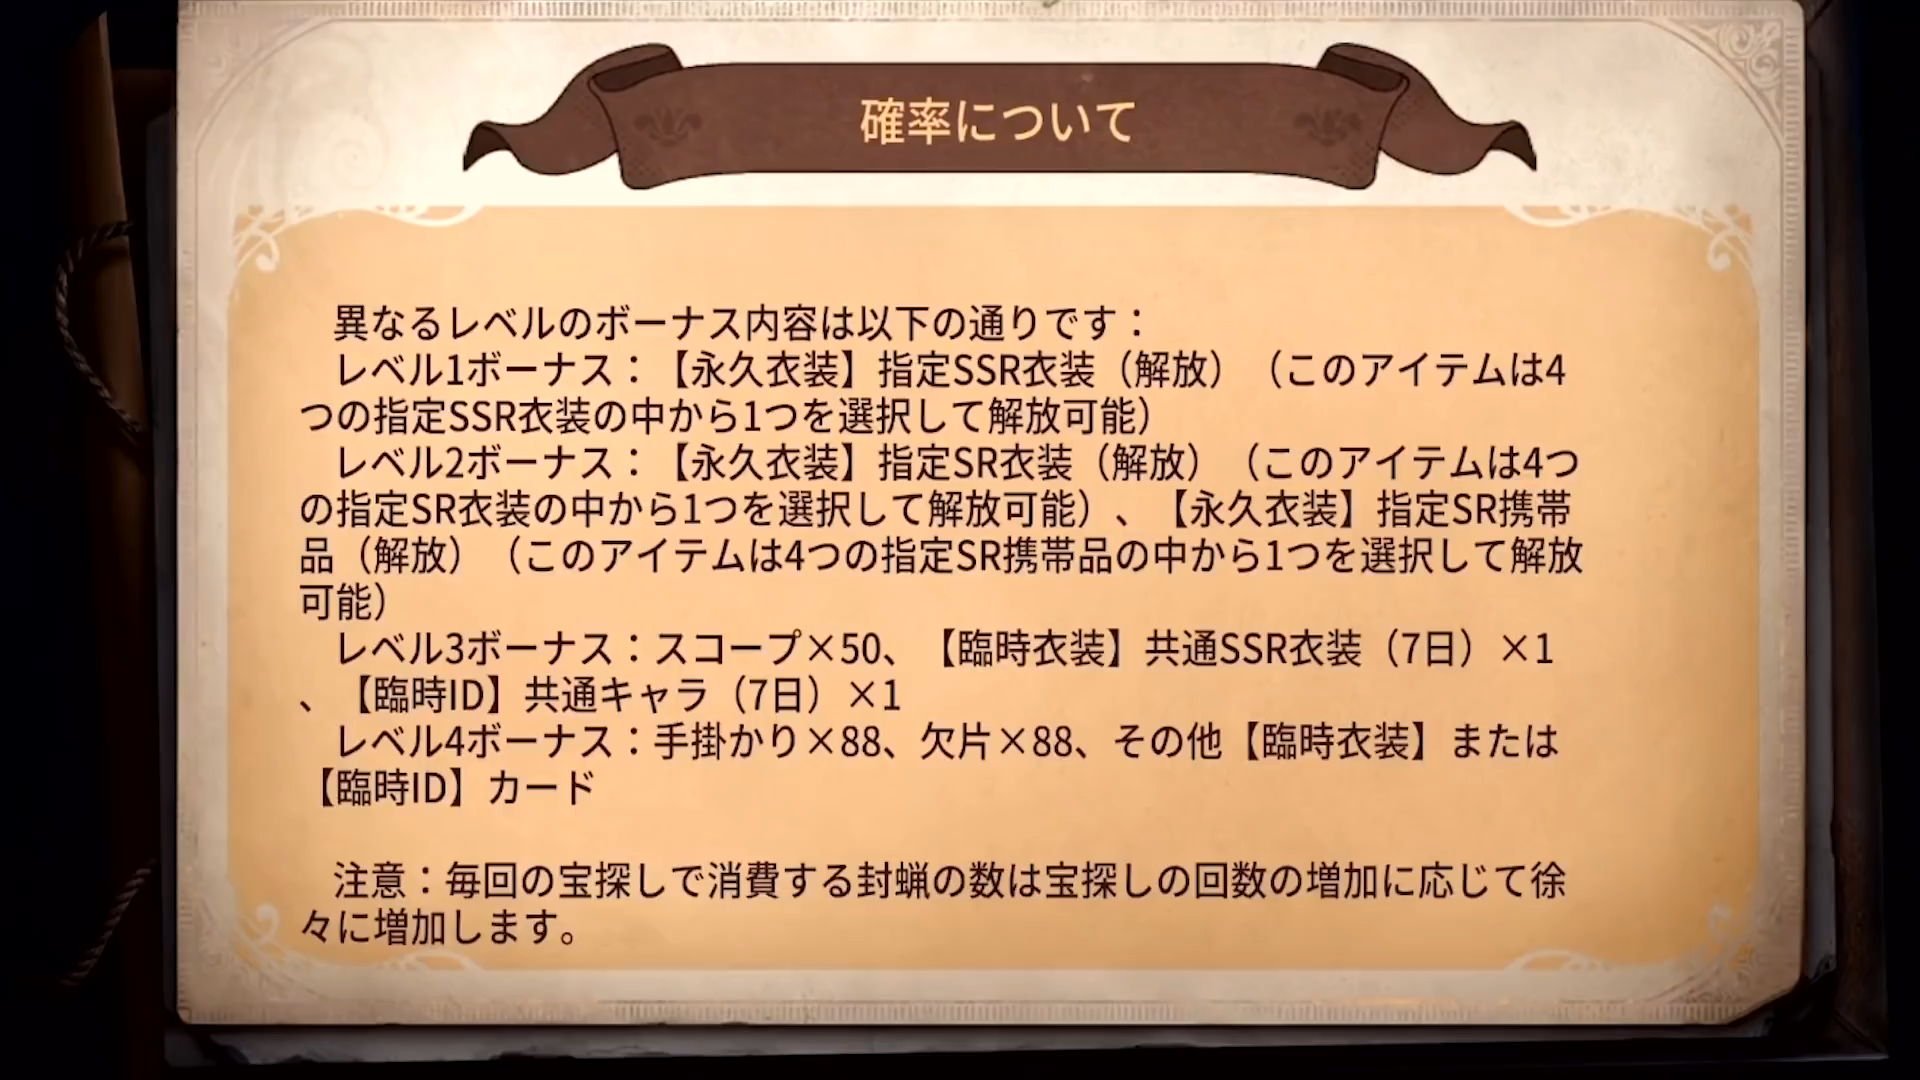 確率について
異なるレベルのボーナス内容は以下の通りです：
レベル1ボーナス：【永久衣装】指定SSR衣装（解放）（このアイテムは4
つの指定SSR衣装の中から1つを選択して解放可能）
レベル2ボーナス：【永久衣装】指定SR衣装（解放）（このアイテムは4つ
の指定SR衣装の中から1つを選択して解放可能）、【永久衣装】指定SR携帯
品（解放）（このアイテムは4つの指定SR携帯品の中から1つを選択して解放
可能）
レベル3ボーナス：スコープ×50、【臨時衣装】共通SSR衣装（7日）×1
、【臨時ID】共通キャラ（7日）×1
レベル4ボーナス：手掛かり×88、欠片×88、その他【臨時衣装】または
【臨時ID】カード
注意：毎回の宝探しで消費する封蝋の数は宝探しの回数の増加に応じて徐
々に増加します。